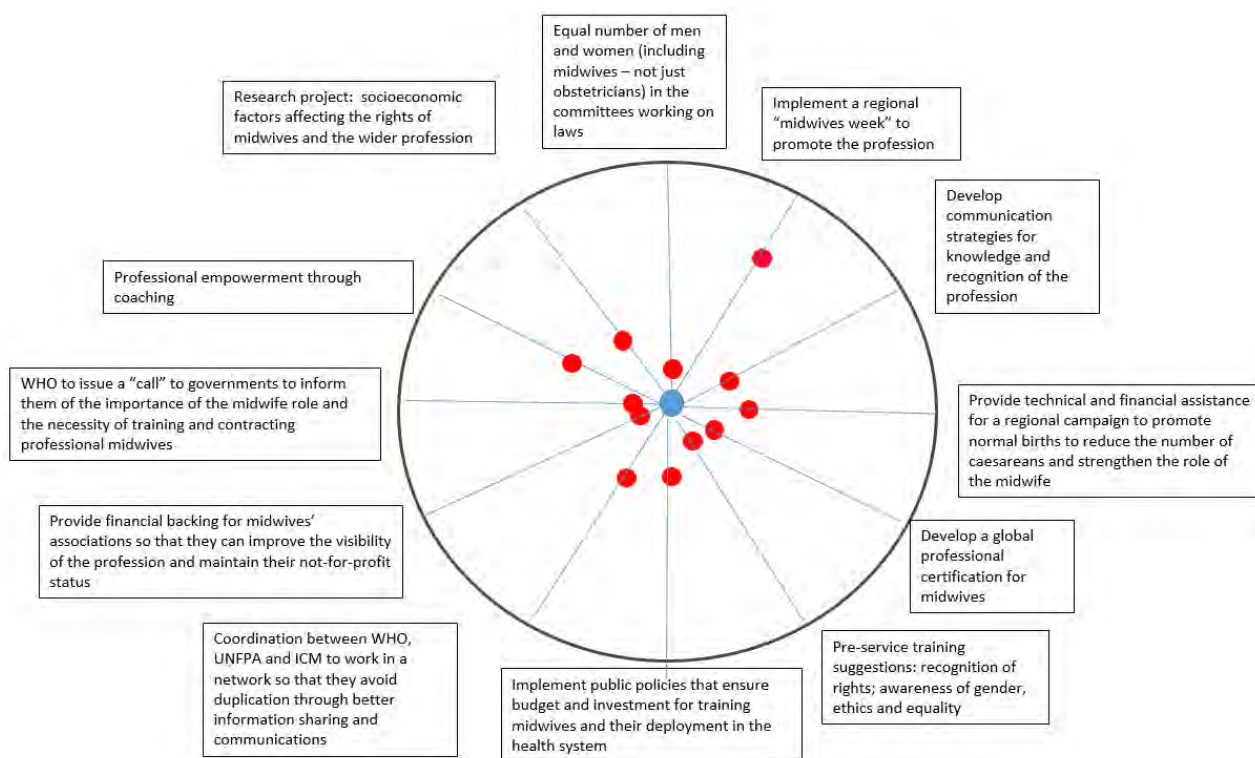 Equal number of men
and women (including
midwives – not just
obstetricians) in the
committees working on
laws
Research project:  socioeconomic
factors affecting the rights of
midwives and the wider profession
Implement a regional
“midwives week” to
promote the profession
Develop
communication
strategies for
knowledge and
recognition of the
profession
Professional empowerment through
coaching
WHO to issue a “call” to governments to inform
them of the importance of the midwife role and
the necessity of training and contracting
professional midwives
Provide technical and financial assistance
for a regional campaign to promote
normal births to reduce the number of
caesareans and strengthen the role of
the midwife
Provide financial backing for midwives’
associations so that they can improve the visibility
of the profession and maintain their not-for-profit
status
Develop a global
professional
certification for
midwives
Coordination between WHO,
UNFPA and ICM to work in a
network so that they avoid
duplication through better
information sharing and
communications
Implement public policies that ensure
budget and investment for training
midwives and their deployment in the
health system
Pre-service training
suggestions: recognition of
rights; awareness of gender,
ethics and equality